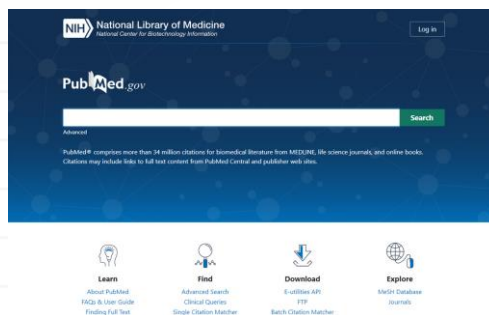 NIH National Library of Medicine
National Center for Biotechnology Information
Log in
PubMed.gov
Search
Advanced
PubMed® comprises more than 34 million citations for biomedical literature from MEDLINE, life science journals, and online books.
Citations may include links to full text content from PubMed Central and publisher web sites.
Learn
About PubMed
FAQs & User Guide
Finding Full Text
Find
Advanced Search
Clinical Queries
Single Citation Matcher
Download
E-utilities API
FTP
Batch Citation Matcher
Explore
MeSH Database
Journals